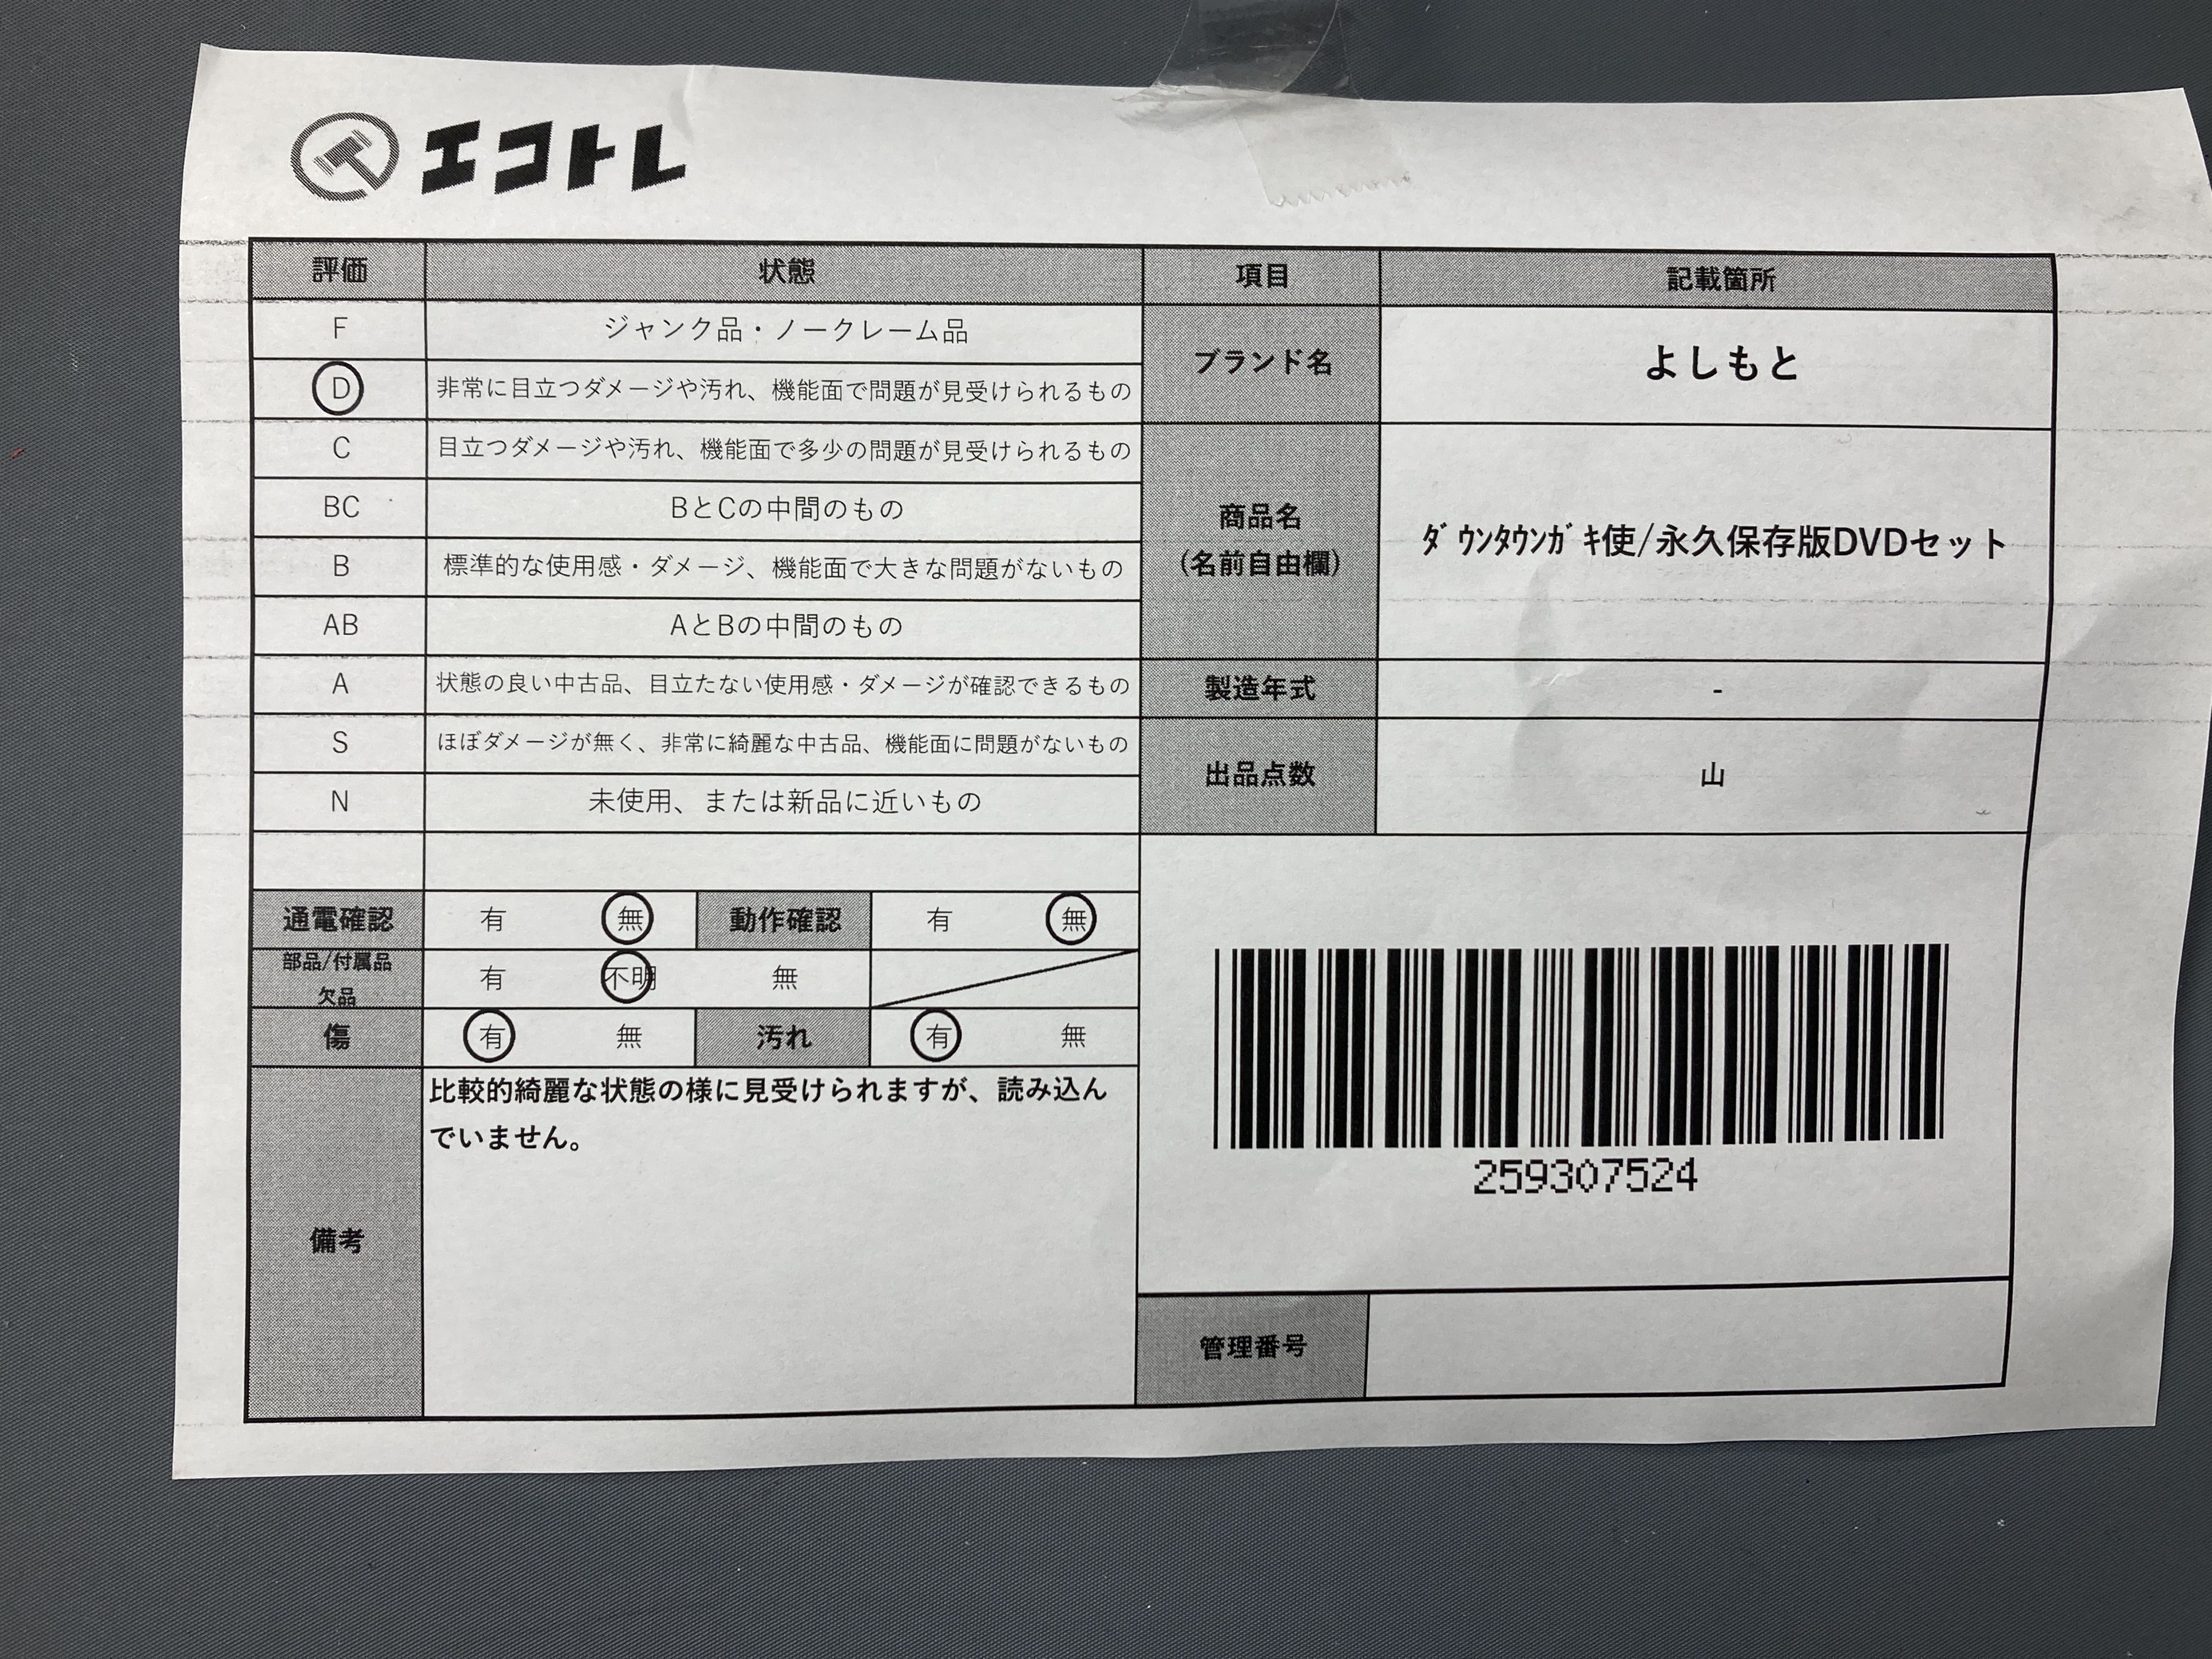 エコトレ
評価 状態 項目 記載箇所
F ジャンク品・ノークレーム品
D 非常に目立つダメージや汚れ、機能面で問題が見受けられるもの
ブランド名 よしもと
C 目立つダメージや汚れ、機能面で多少の問題が見受けられるもの
BC BとCの中間のもの
B 標準的な使用感・ダメージ、機能面で大きな問題がないもの
商品名
(名前自由欄)
ﾀﾞｳﾝﾀｳﾝｶﾞｷ使/永久保存版DVDセット
AB AとBの中間のもの
A 状態の良い中古品、目立たない使用感・ダメージが確認できるもの
製造年式 -
S ほぼダメージが無く、非常に綺麗な中古品、機能面に問題がないもの
出品点数 山
N 未使用、または新品に近いもの
通電確認 有 無 動作確認 有 無
部品/付属品
欠品
有 不明 無
傷 有 無 汚れ 有 無
備考
比較的綺麗な状態の様に見受けられますが、読み込ん
でいません。
259307524
管理番号